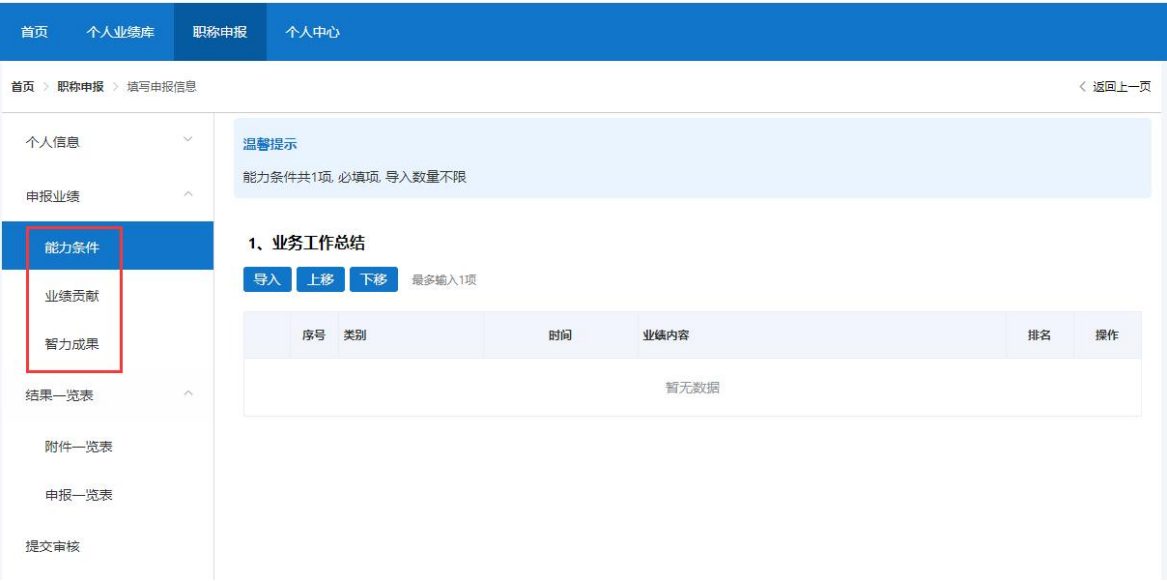 首页 个人业绩库 职称申报 个人中心
首页 > 职称申报 > 填写申报信息 < 返回上一页
个人信息
申报业绩
能力条件
业绩贡献
智力成果
结果一览表
附件一览表
申报一览表
提交审核
温馨提示
能力条件共1项, 必填项, 导入数量不限
1、业务工作总结
导入 上移 下移 最多输入1项
序号 类别 时间 业绩内容 排名 操作
暂无数据